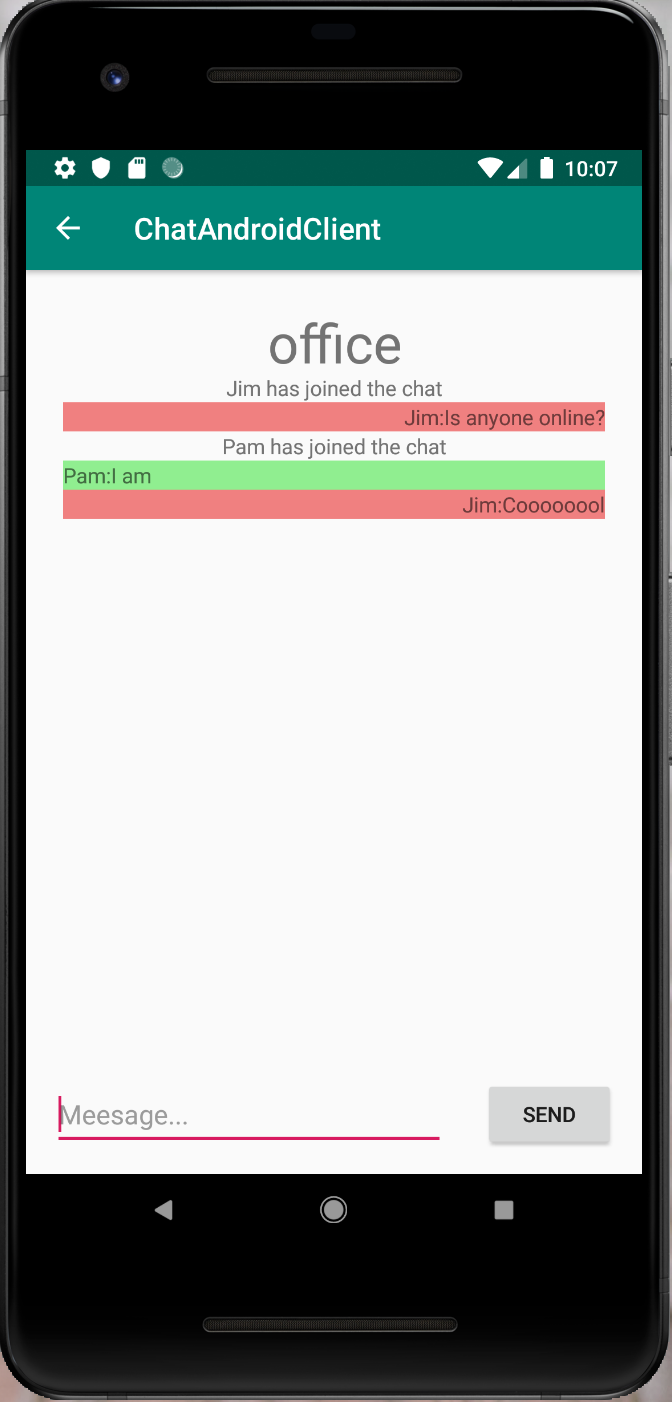 10:07
ChatAndroidClient
office
Jim has joined the chat
Jim:Is anyone online?
Pam has joined the chat
Pam:I am
Jim:Coooooool
Meesage...
SEND